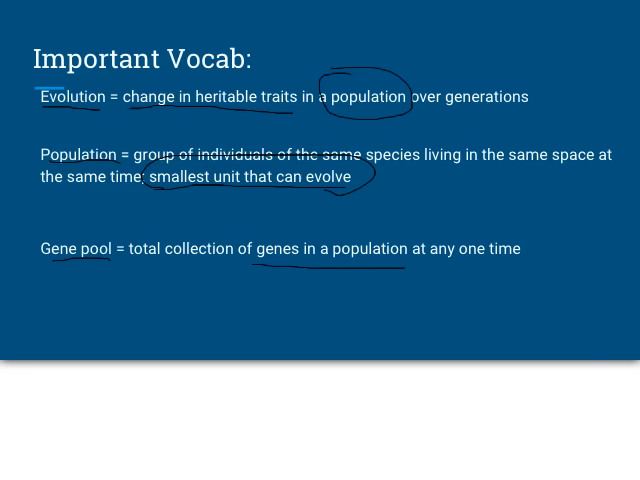 Important Vocab:
Evolution = change in heritable traits in a population over generations
Population = group of individuals of the same species living in the same space at
the same time; smallest unit that can evolve
Gene pool = total collection of genes in a population at any one time